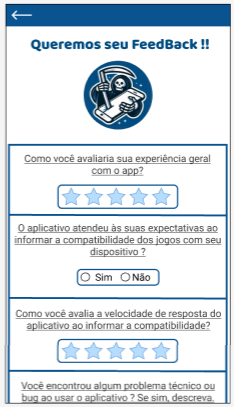 Queremos seu FeedBack !!
Como você avaliaria sua experiência geral
com o app?
O aplicativo atendeu às suas expectativas ao
informar a compatibilidade dos jogos com seu
dispositivo ?
Sim Não
Como você avalia a velocidade de resposta do
aplicativo ao informar a compatibilidade?
Você encontrou algum problema técnico ou
bug ao usar o aplicativo ? Se sim, descreva.